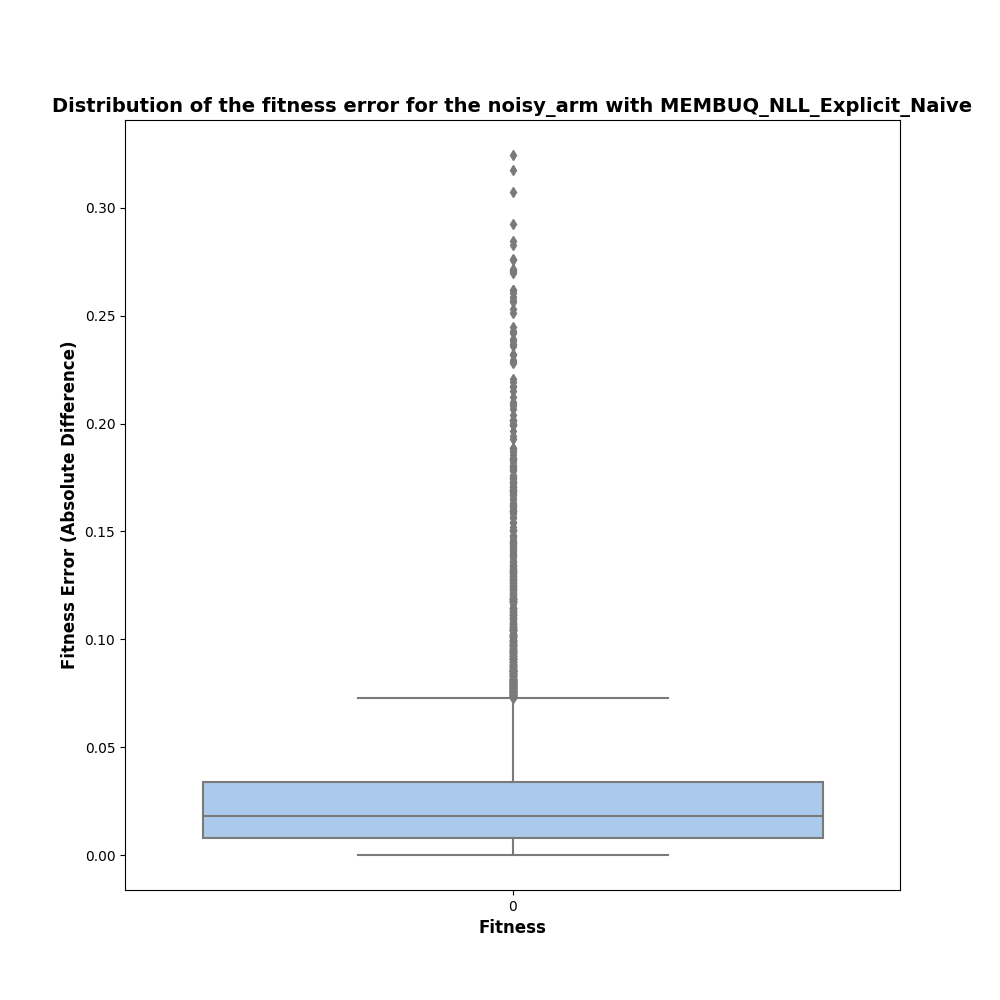 Distribution of the fitness error for the noisy_arm with MEMBUQ_NLL_Explicit_Naive
0.30
0.25
0.20
0.15
0.10
0.05
0.00
Fitness Error (Absolute Difference)
0
Fitness